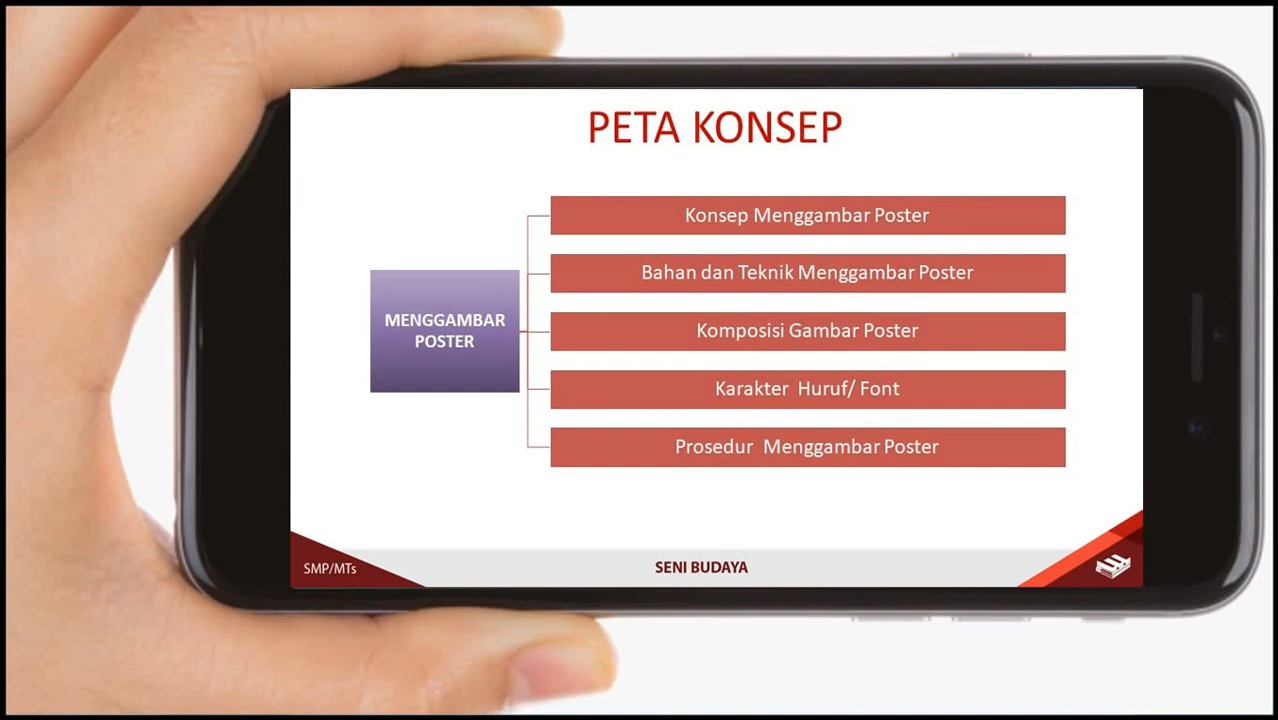 PETA KONSEP
Konsep Menggambar Poster
Bahan dan Teknik Menggambar Poster
MENGGAMBAR
POSTER
Komposisi Gambar Poster
Karakter Huruf/ Font
Prosedur Menggambar Poster
SMP/MTs
SENI BUDAYA